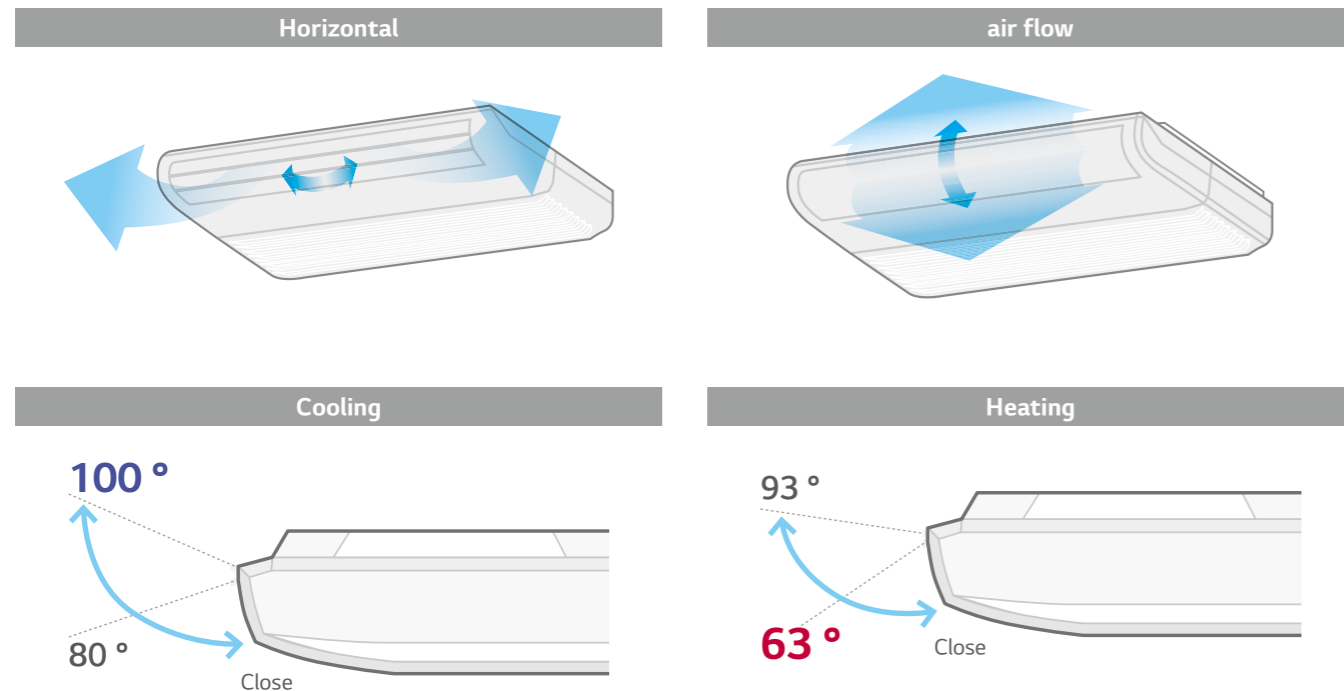 Horizontal
air flow
Cooling
Heating
100 °
80 °
Close
93 °
63 °
Close